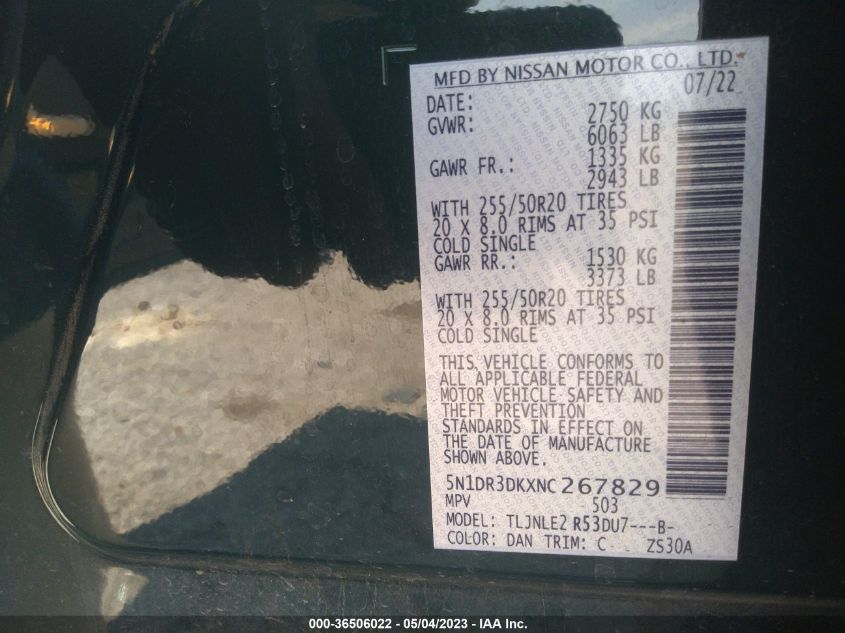 MFD BY NISSAN MOTOR CO., LTD.
DATE: 07/22
GVWR: 2750 KG
6063 LB
GAWR FR.: 1335 KG
2943 LB
WITH 255/50R20 TIRES
20 X 8.0 RIMS AT 35 PSI
COLD SINGLE
GAWR RR.: 1530 KG
3373 LB
WITH 255/50R20 TIRES
20 X 8.0 RIMS AT 35 PSI
COLD SINGLE
THIS VEHICLE CONFORMS TO
ALL APPLICABLE FEDERAL
MOTOR VEHICLE SAFETY AND
THEFT PREVENTION
STANDARDS IN EFFECT ON
THE DATE OF MANUFACTURE
SHOWN ABOVE.
5N1DR3DKXNC267829
MPV 503
MODEL: TLJNLE2 R53DU7---B-
COLOR: DAN TRIM: C ZS30A
000-36506022 - 05/04/2023 - IAA Inc.